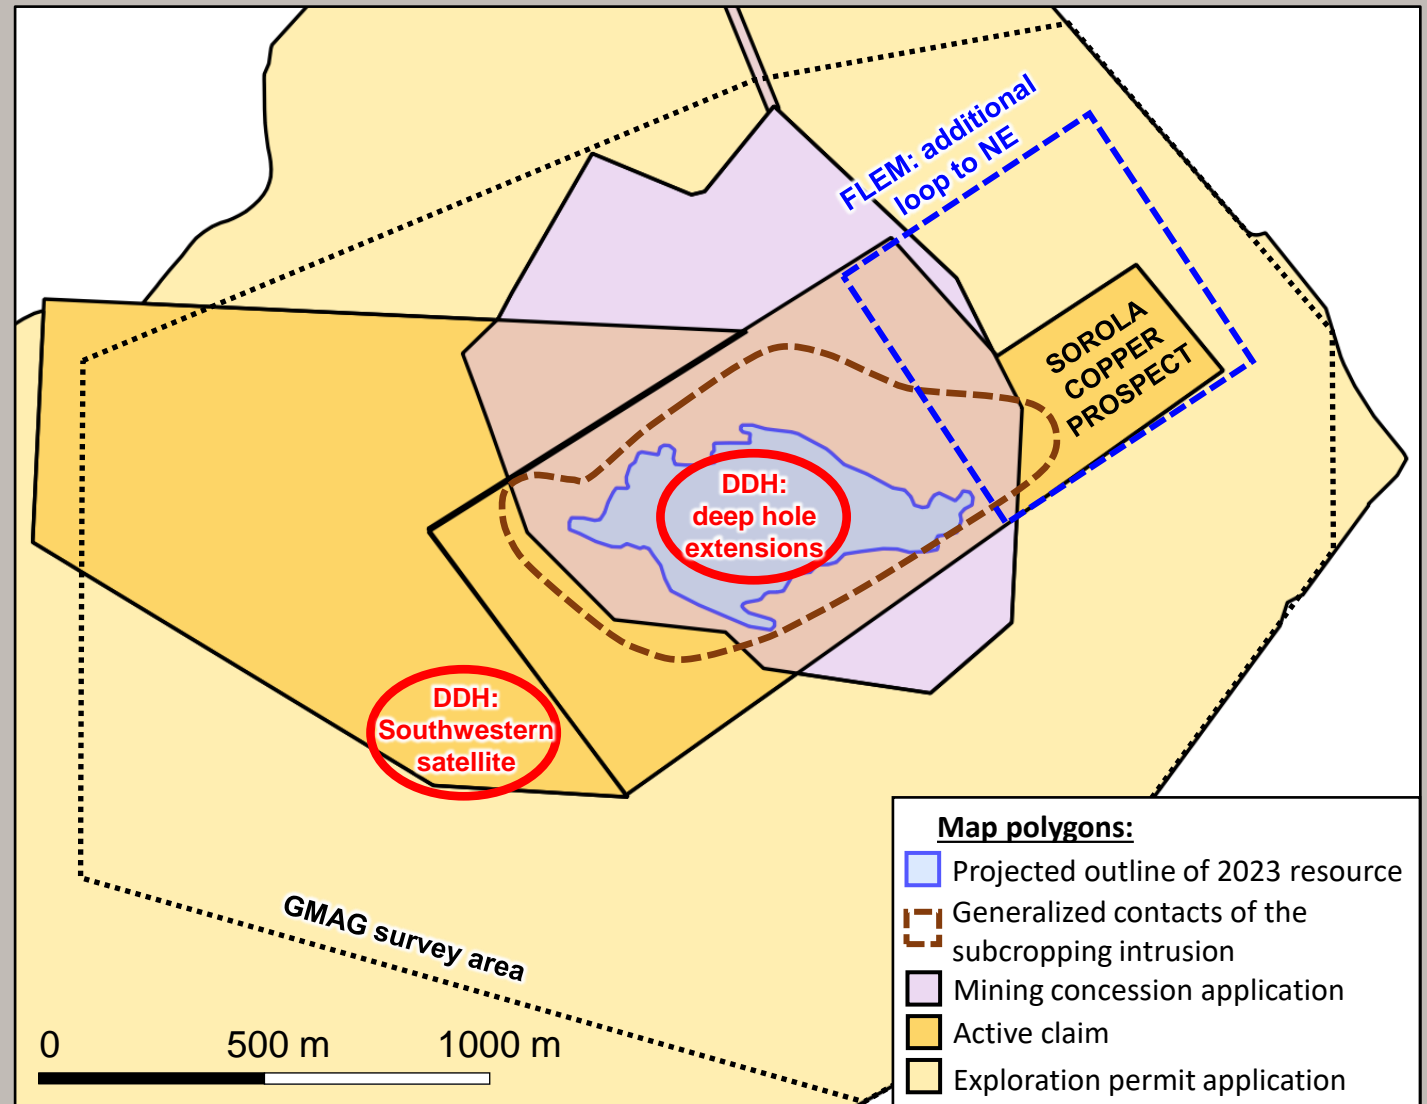 FLEM: additional
loop to NE
SOROLA
COPPER
PROSPECT
DDH:
deep hole
extensions
DDH:
Southwestern
satellite
GMAG survey area
0 500 m 1000 m
Map polygons:
Projected outline of 2023 resource
Generalized contacts of the
subcropping intrusion
Mining concession application
Active claim
Exploration permit application